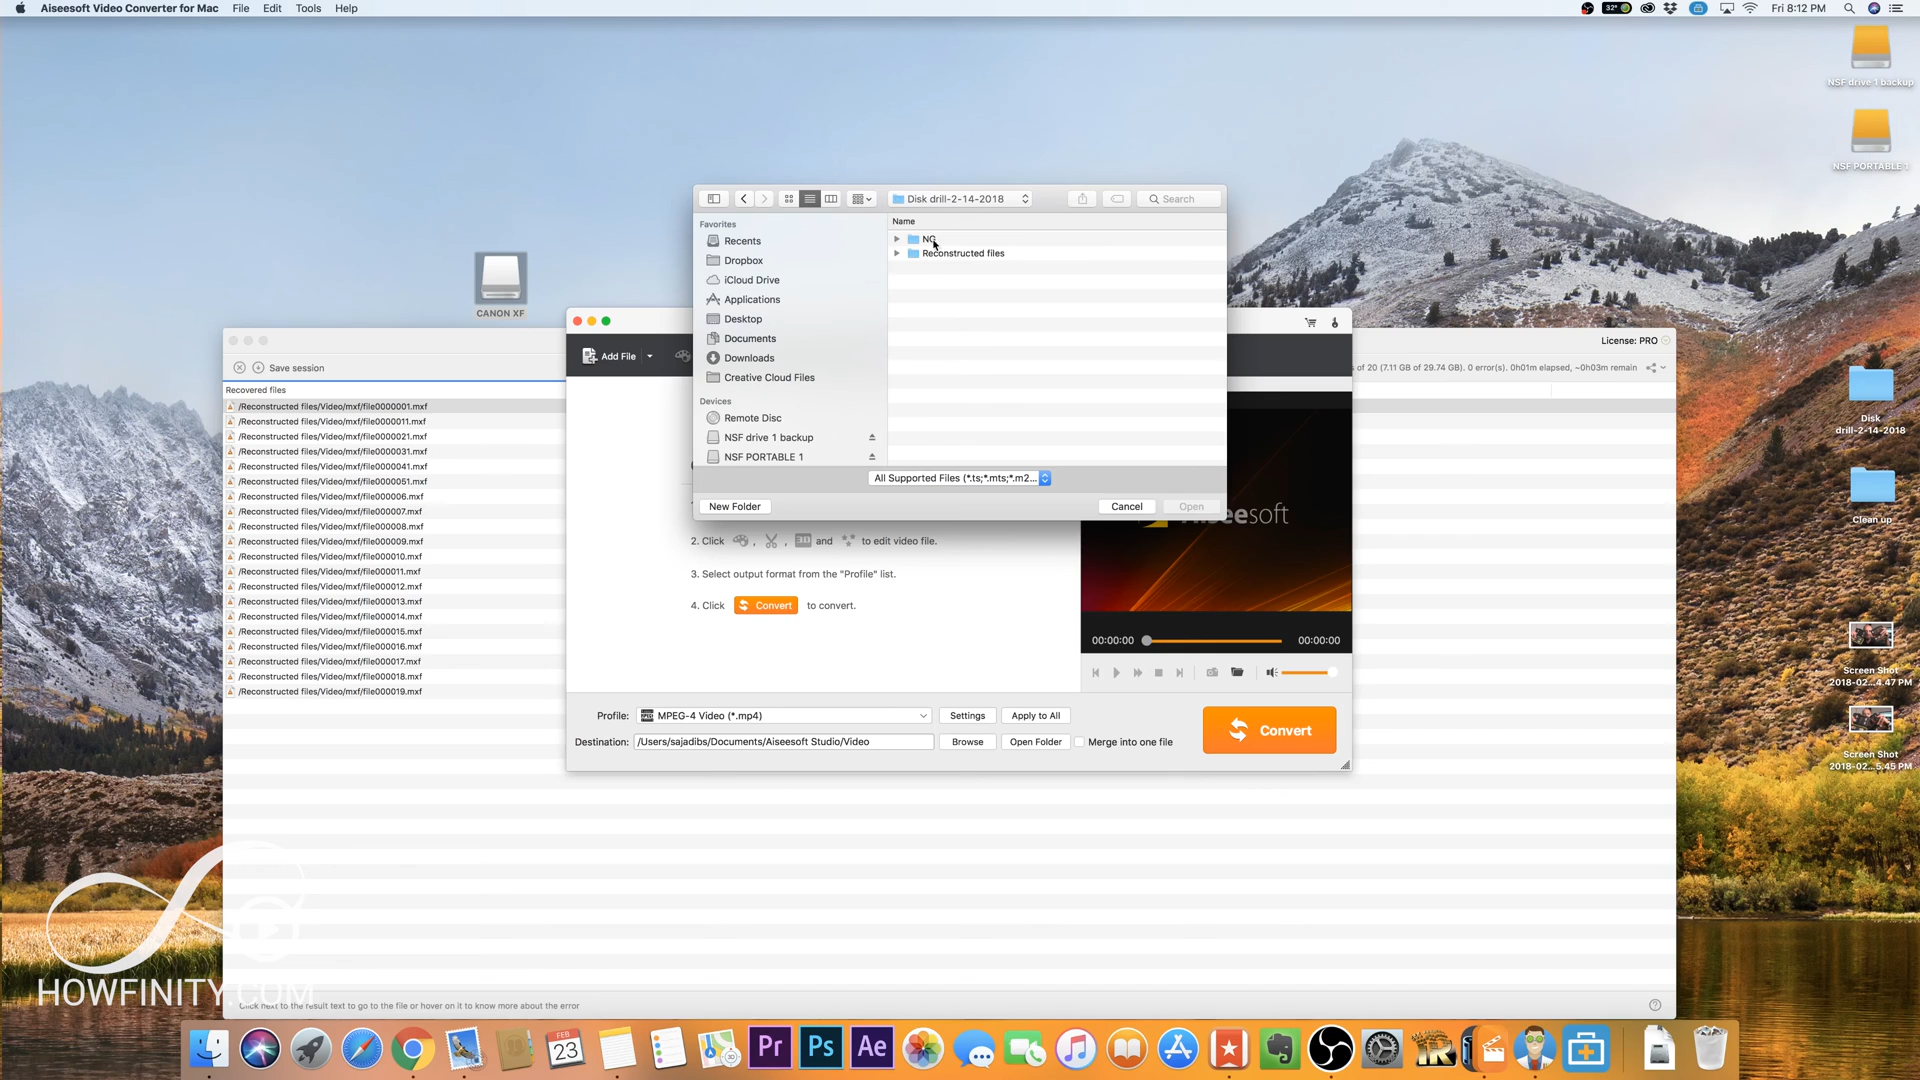 Aiseesoft Video Converter for Mac File Edit Tools Help
32° Fri 8:12 PM
NSF drive 1 backup
NSF PORTABLE 1
Disk drill-2-14-2018
Search
Favorites
Recents
Dropbox
iCloud Drive
Applications
Desktop
Documents
Downloads
Creative Cloud Files
Devices
Remote Disc
NSF drive 1 backup
NSF PORTABLE 1
Name
Reconstructed files
All Supported Files (*.ts;*.mts;*.m2...
New Folder
Cancel
Open
CANON XF
License: PRO
Save session
of 20 (7.11 GB of 29.74 GB). 0 error(s). 0h01m elapsed, ~0h03m remain
Recovered files
/Reconstructed files/Video/mxf/file0000001.mxf
/Reconstructed files/Video/mxf/file0000011.mxf
/Reconstructed files/Video/mxf/file0000021.mxf
/Reconstructed files/Video/mxf/file0000031.mxf
/Reconstructed files/Video/mxf/file0000041.mxf
/Reconstructed files/Video/mxf/file0000051.mxf
/Reconstructed files/Video/mxf/file000006.mxf
/Reconstructed files/Video/mxf/file000007.mxf
/Reconstructed files/Video/mxf/file000008.mxf
/Reconstructed files/Video/mxf/file000009.mxf
/Reconstructed files/Video/mxf/file000010.mxf
/Reconstructed files/Video/mxf/file000011.mxf
/Reconstructed files/Video/mxf/file000012.mxf
/Reconstructed files/Video/mxf/file000013.mxf
/Reconstructed files/Video/mxf/file000014.mxf
/Reconstructed files/Video/mxf/file000015.mxf
/Reconstructed files/Video/mxf/file000016.mxf
/Reconstructed files/Video/mxf/file000017.mxf
/Reconstructed files/Video/mxf/file000018.mxf
/Reconstructed files/Video/mxf/file000019.mxf
Add File
2. Click , , 3D and to edit video file.
3. Select output format from the "Profile" list.
4. Click Convert to convert.
Aiseesoft
00:00:00 00:00:00
Profile: MPEG-4 Video (*.mp4) Settings Apply to All
Destination: /Users/sajadibs/Documents/Aiseesoft Studio/Video Browse Open Folder Merge into one file
Convert
Disk
drill-2-14-2018
Clean up
Screen Shot
2018-02...4.47 PM
Screen Shot
2018-02...5.45 PM
HOWFINITY.COM
Click next to the result text to go to the file or hover on it to know more about the error
FEB
23
Pr Ps Ae